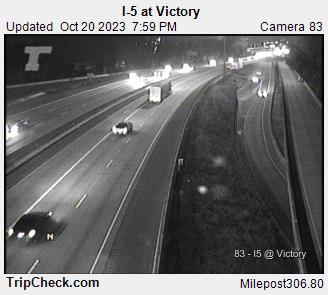 I-5 at Victory
Updated Oct 20 2023 7:59 PM Camera 83
T
N
83 - I5 @ Victory
TripCheck.com Milepost306.80